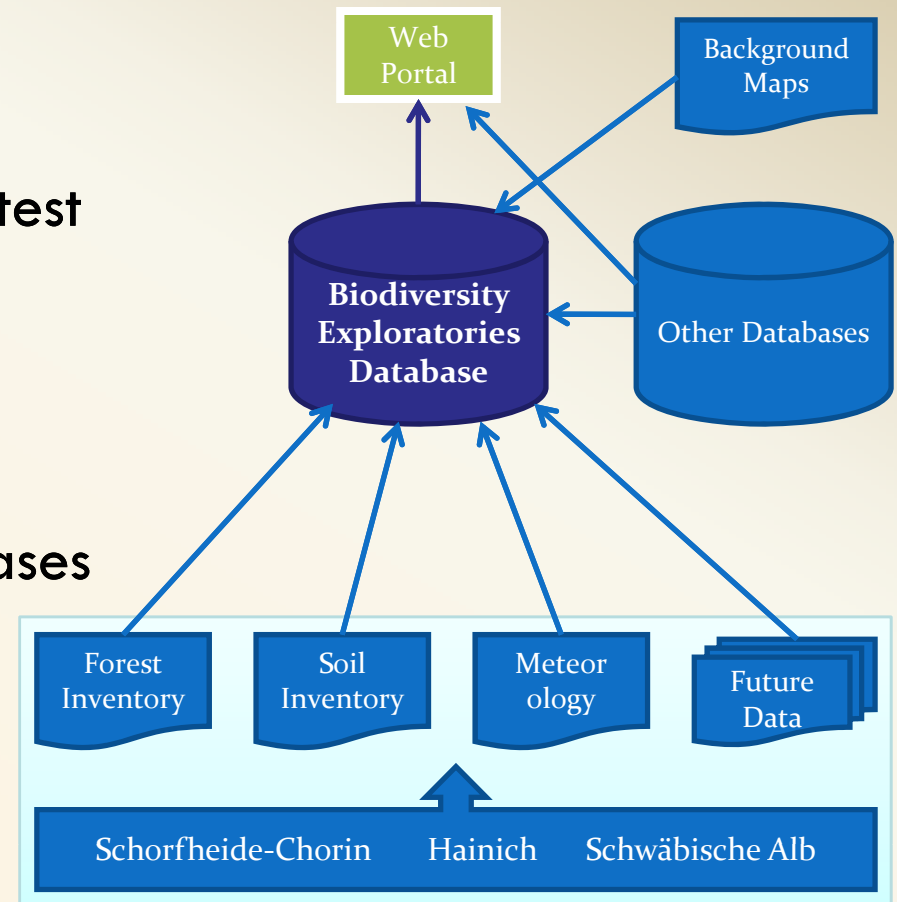 Web
Portal
Background
Maps
test
Biodiversity
Exploratories
Database
Other Databases
ases
Forest
Inventory
Soil
Inventory
Meteor
ology
Future
Data
Schorfheide-Chorin Hainich Schwäbische Alb